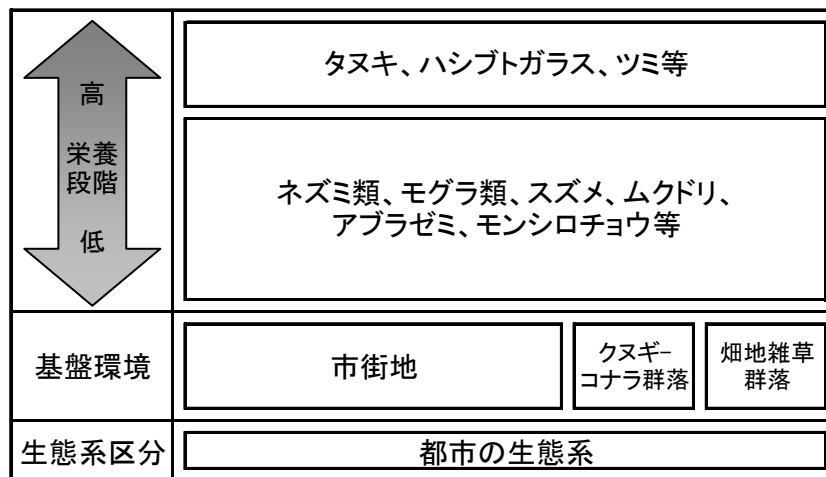 高
栄養
段階
低
タヌキ、ハシブトガラス、ツミ等
ネズミ類、モグラ類、スズメ、ムクドリ、
アブラゼミ、モンシロチョウ等
基盤環境
市街地
クヌギ-
コナラ群落
畑地雑草
群落
生態系区分
都市の生態系